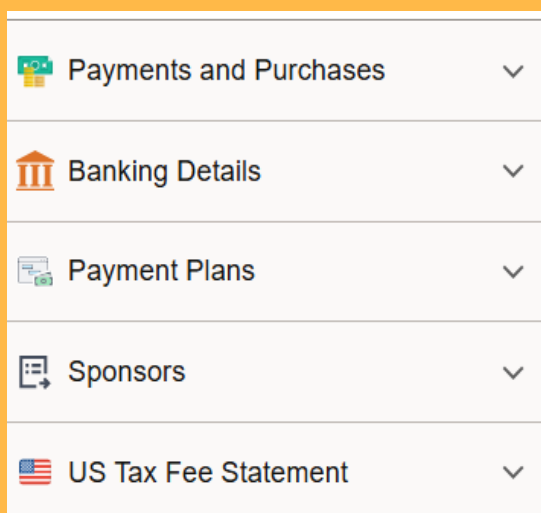 Payments and Purchases
Banking Details
Payment Plans
Sponsors
US Tax Fee Statement